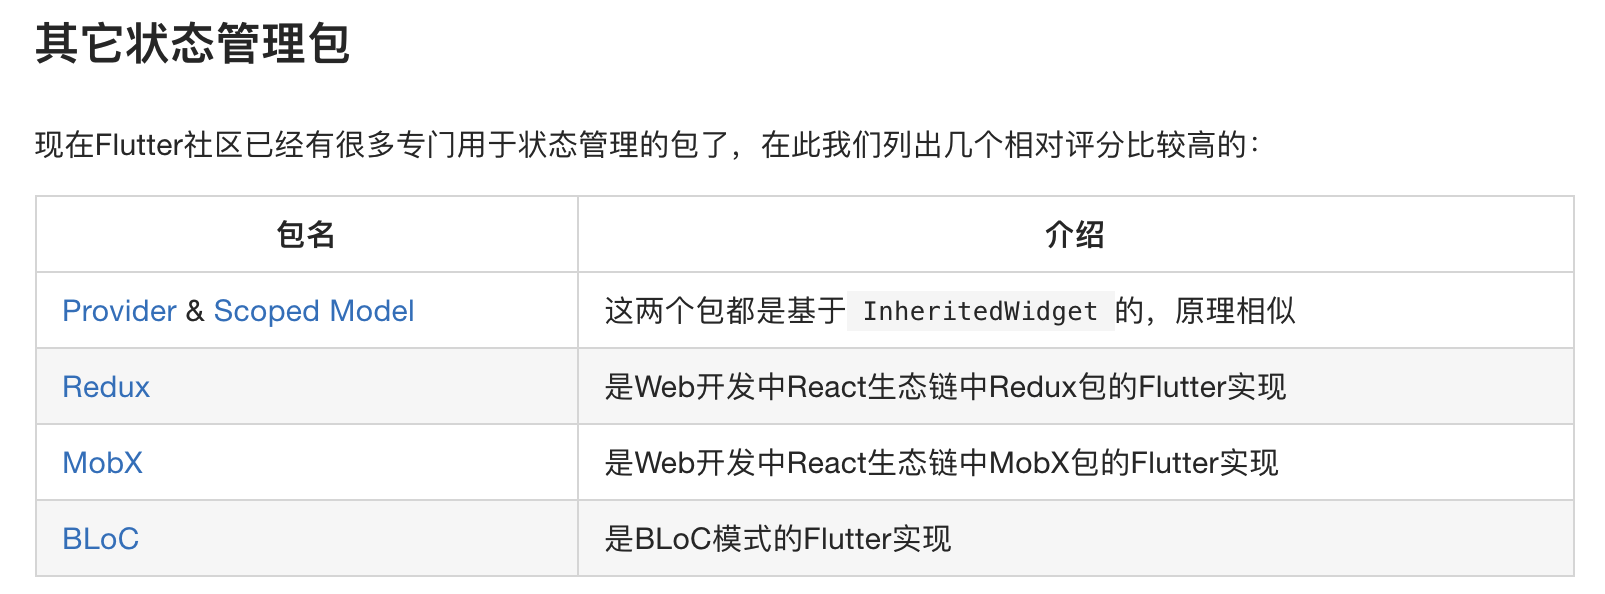 其它状态管理包
现在Flutter社区已经有很多专门用于状态管理的包了，在此我们列出几个相对评分比较高的：
包名 介绍
Provider & Scoped Model 这两个包都是基于 InheritedWidget 的，原理相似
Redux 是Web开发中React生态链中Redux包的Flutter实现
MobX 是Web开发中React生态链中MobX包的Flutter实现
BLoC 是BLoC模式的Flutter实现